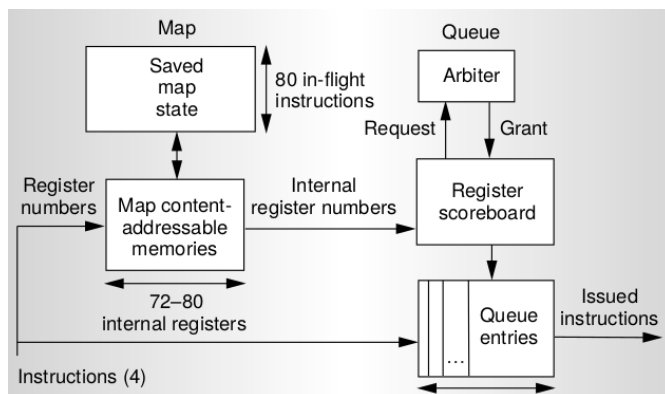 Map
Saved
map
state
80 in-flight
instructions
Queue
Arbiter
Request
Grant
Register
numbers
Map content-
addressable
memories
Internal
register numbers
Register
scoreboard
72–80
internal registers
...
Queue
entries
Issued
instructions
Instructions (4)